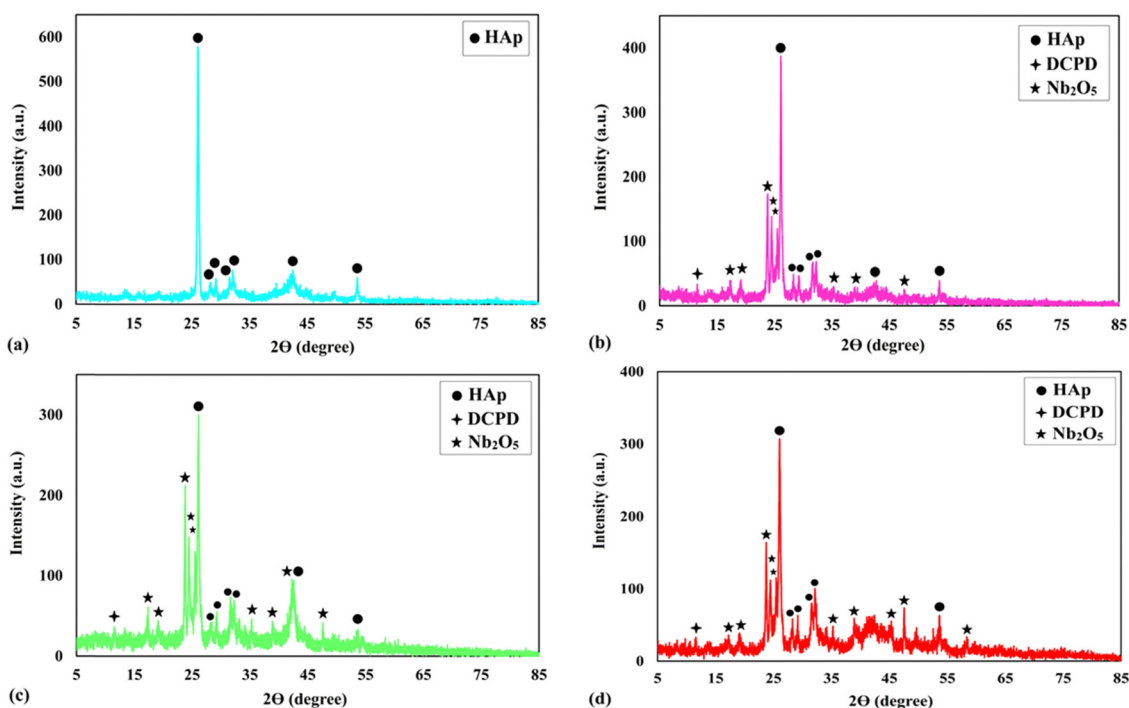 600
500
400
300
200
100
0
Intensity (a.u.)
HAp
5 15 25 35 45 55 65 75 85
2Θ (degree)
(a)
400
300
200
100
0
Intensity (a.u.)
HAp
DCPD
Nb₂O₅
5 15 25 35 45 55 65 75 85
2Θ (degree)
(b)
300
200
100
0
Intensity (a.u.)
HAp
DCPD
Nb₂O₅
5 15 25 35 45 55 65 75 85
2Θ (degree)
(c)
400
300
200
100
0
Intensity (a.u.)
HAp
DCPD
Nb₂O₅
5 15 25 35 45 55 65 75 85
2Θ (degree)
(d)